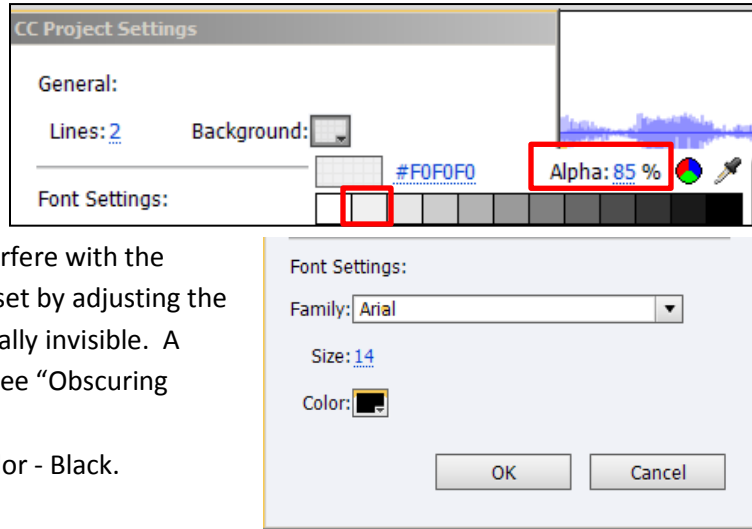 CC Project Settings
General:
Lines: 2 Background:
#F0F0F0 Alpha: 85 %
Font Settings:
rfere with the
set by adjusting the
ally invisible. A
ee “Obscuring
or - Black.
Font Settings:
Family: Arial
Size: 14
Color:
OK Cancel